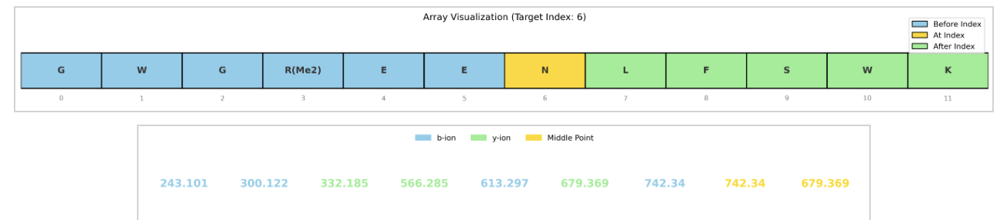 Array Visualization (Target Index: 6)
Before Index
At Index
After Index
G W G R(Me2) E E N L F S W K
0 1 2 3 4 5 6 7 8 9 10 11
b-ion y-ion Middle Point
243.101 300.122 332.185 566.285 613.297 679.369 742.34 742.34 679.369